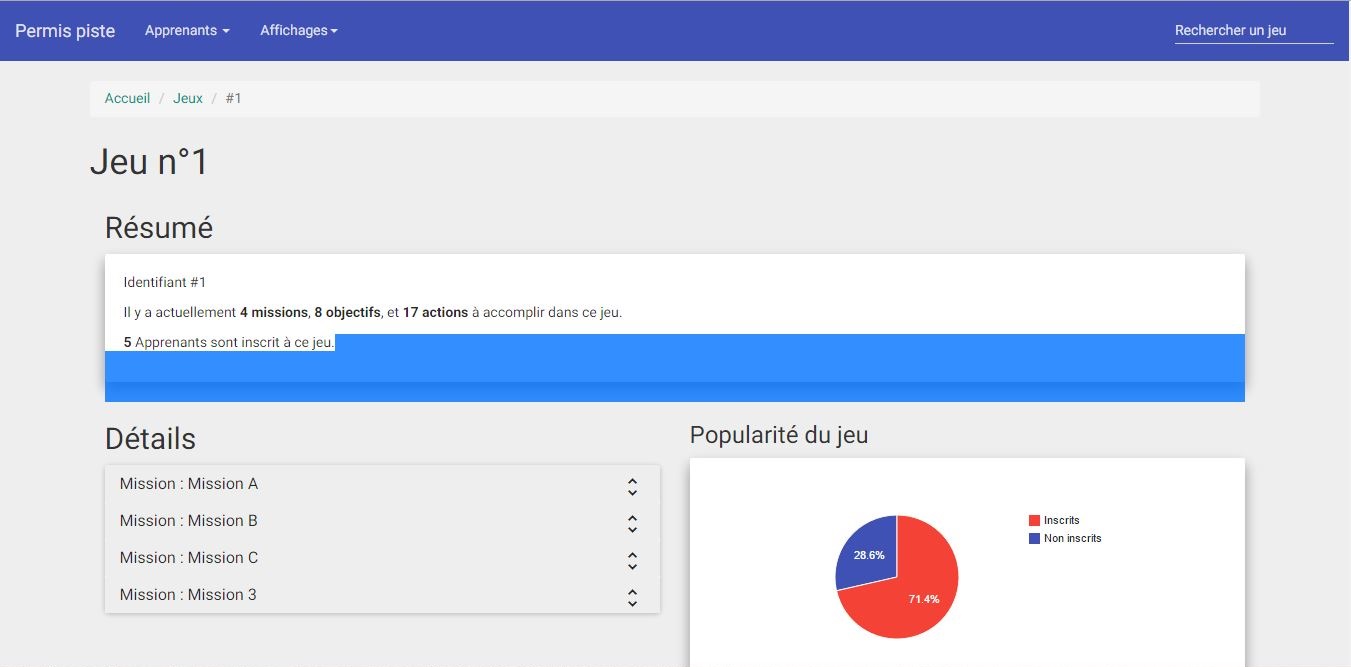 Permis piste Apprenants Affichages Rechercher un jeu
Accueil / Jeux / #1
Jeu n°1
Résumé
Identifiant #1
Il y a actuellement 4 missions, 8 objectifs, et 17 actions à accomplir dans ce jeu.
5 Apprenants sont inscrit à ce jeu.
Détails
Mission : Mission A
Mission : Mission B
Mission : Mission C
Mission : Mission 3
Popularité du jeu
28.6%
71.4%
Inscrits
Non inscrits